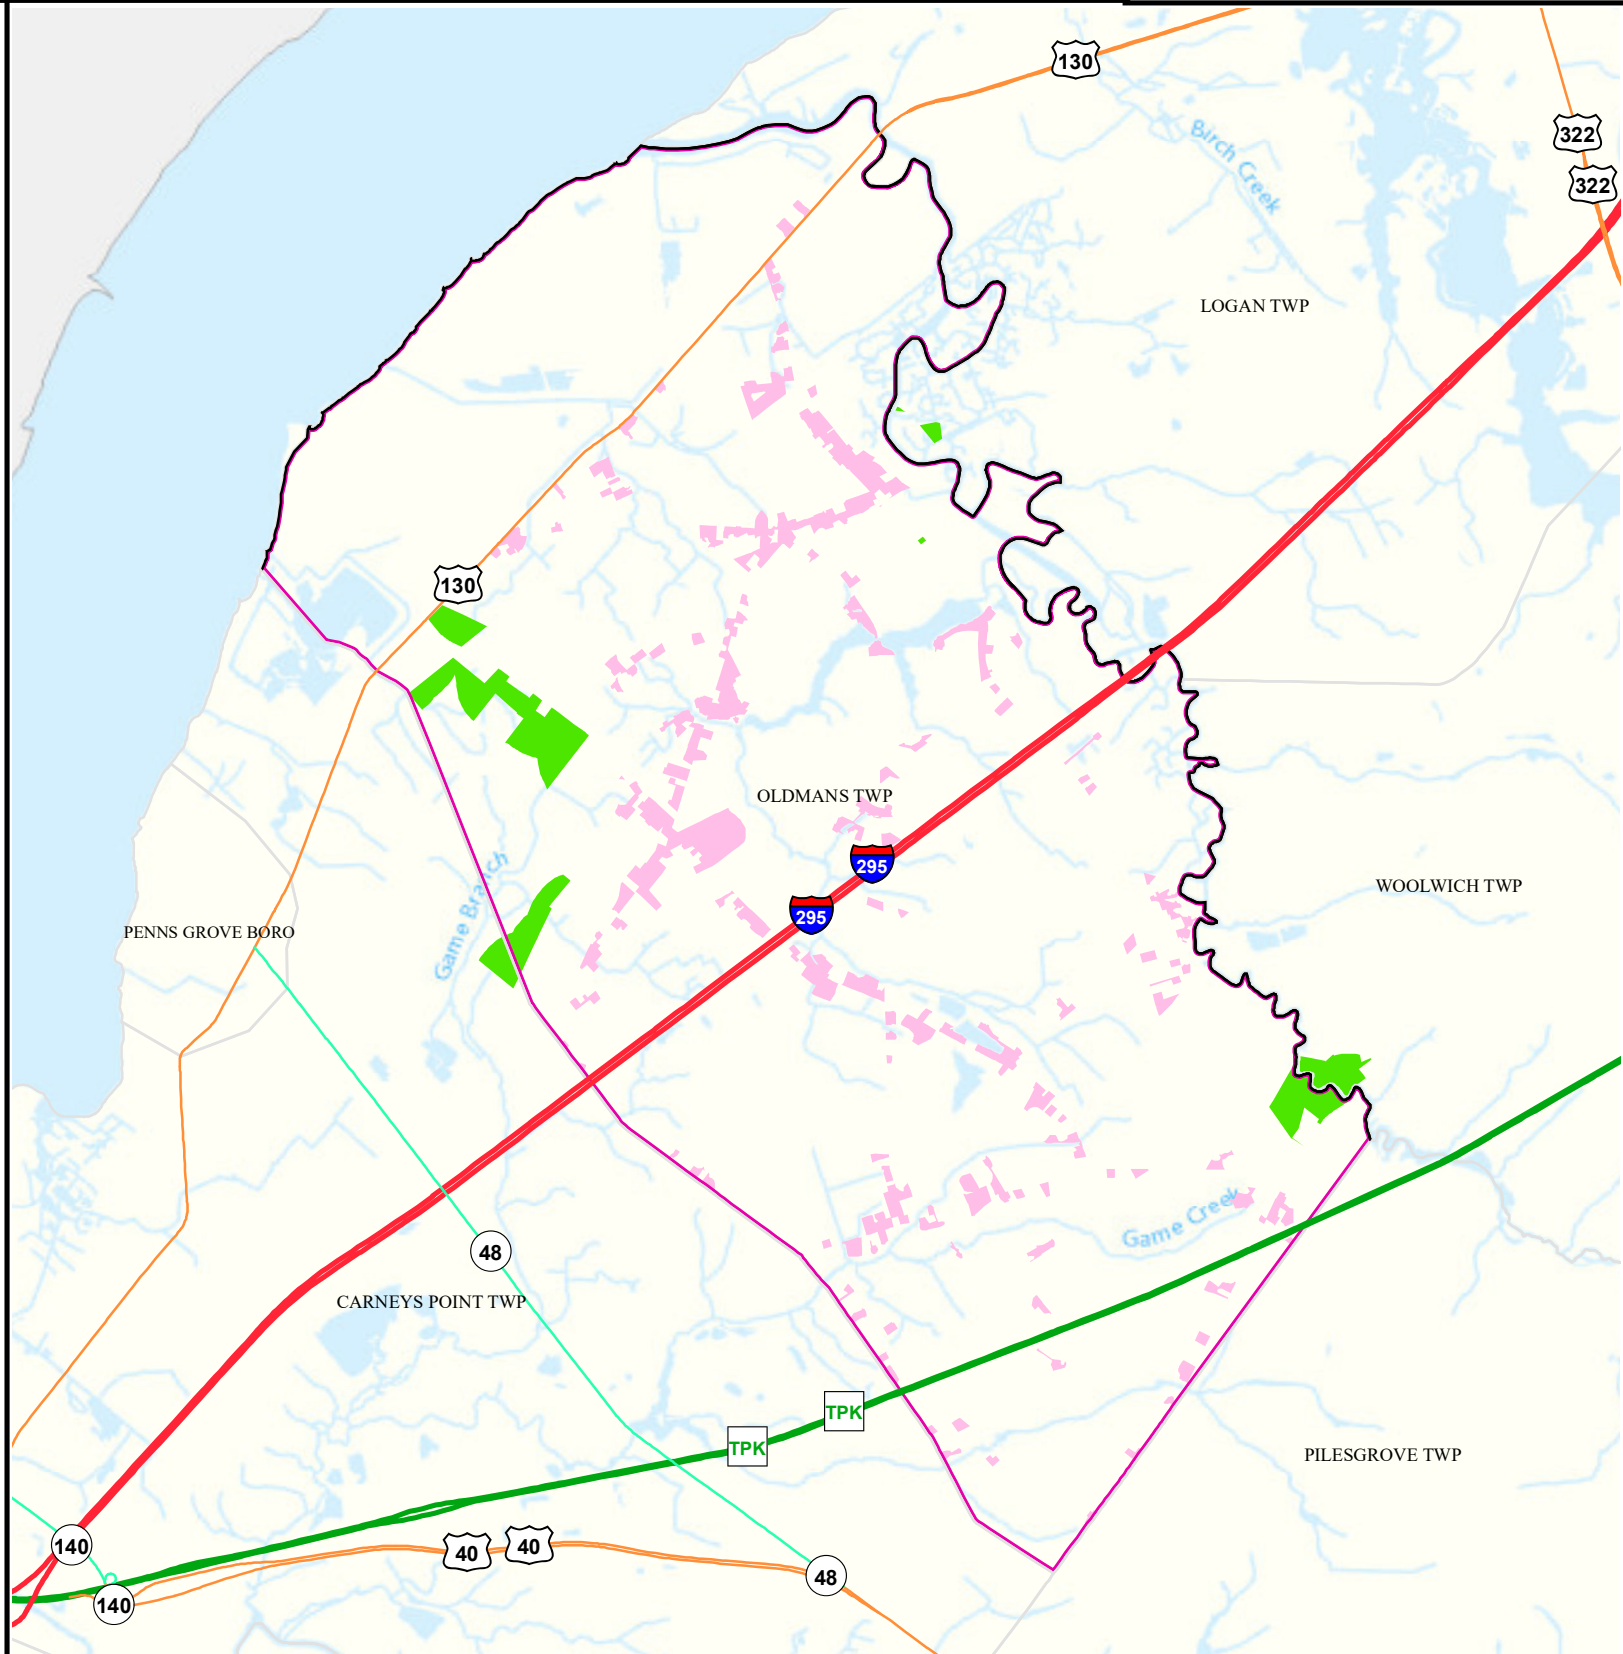 130
322
322
Birch Creek
LOGAN TWP
130
OLDMANS TWP
295
295
WOOLWICH TWP
Game Branch
PENNS GROVE BORO
Game Creek
48
CARNEYS POINT TWP
TPK
TPK
PILESGROVE TWP
140
40
40
48
140